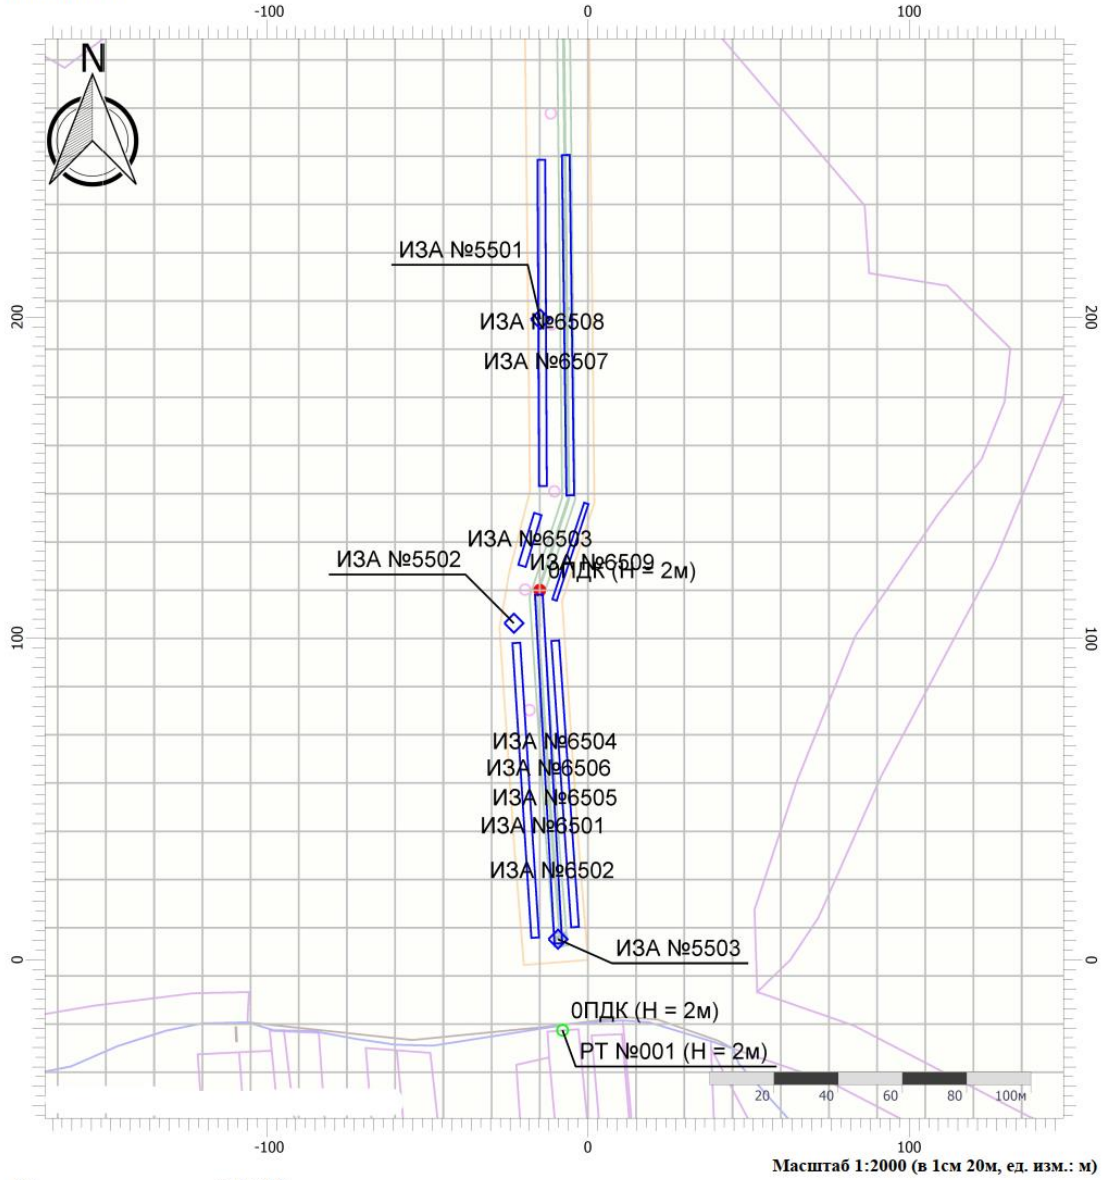 -100 0 100
N
ИЗА №5501
200 200
ИЗА №6508
ИЗА №6507
ИЗА №6503
ИЗА №5502
ИЗА №6509
0ПДК (H = 2м)
100 100
ИЗА №6504
ИЗА №6506
ИЗА №6505
ИЗА №6501
ИЗА №6502
ИЗА №5503
0 0
0ПДК (H = 2м)
РТ №001 (H = 2м)
20 40 60 80 100м
-100 0 100
Масштаб 1:2000 (в 1см 20м, ед. изм.: м)